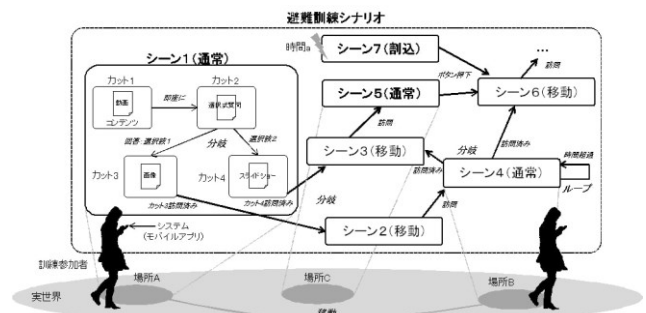 避難訓練シナリオ
シーン1(通常)
カット1
動画
コンテンツ
即座に
カット2
選択式質問
回答:選択肢1
分岐
選択肢2
カット3
画像
カット4
スライドショー
カット3訪問済み
カット4訪問済み
時間a
シーン7(割込)
シーン5(通常)
ボタン押下
…
訪問
シーン6(移動)
訪問
シーン3(移動)
分岐
訪問済み
訪問済み
シーン4(通常)
時間超過
ループ
分岐
訪問
シーン2(移動)
システム
(モバイルアプリ)
訓練参加者
実世界
場所A
場所C
場所B
移動